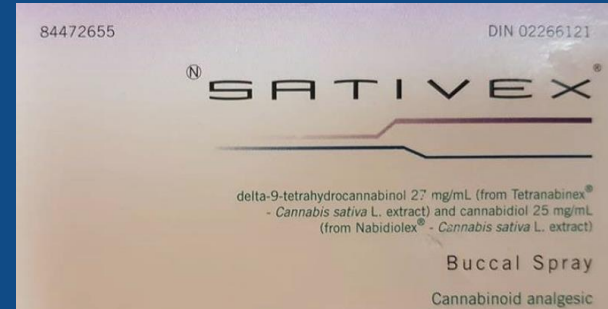 84472655 DIN 02266121
Ⓝ SATIVEX®
delta-9-tetrahydrocannabinol 27 mg/mL (from Tetranabinex®
- Cannabis sativa L. extract) and cannabidiol 25 mg/mL
(from Nabidiolex® - Cannabis sativa L. extract)
Buccal Spray
Cannabinoid analgesic